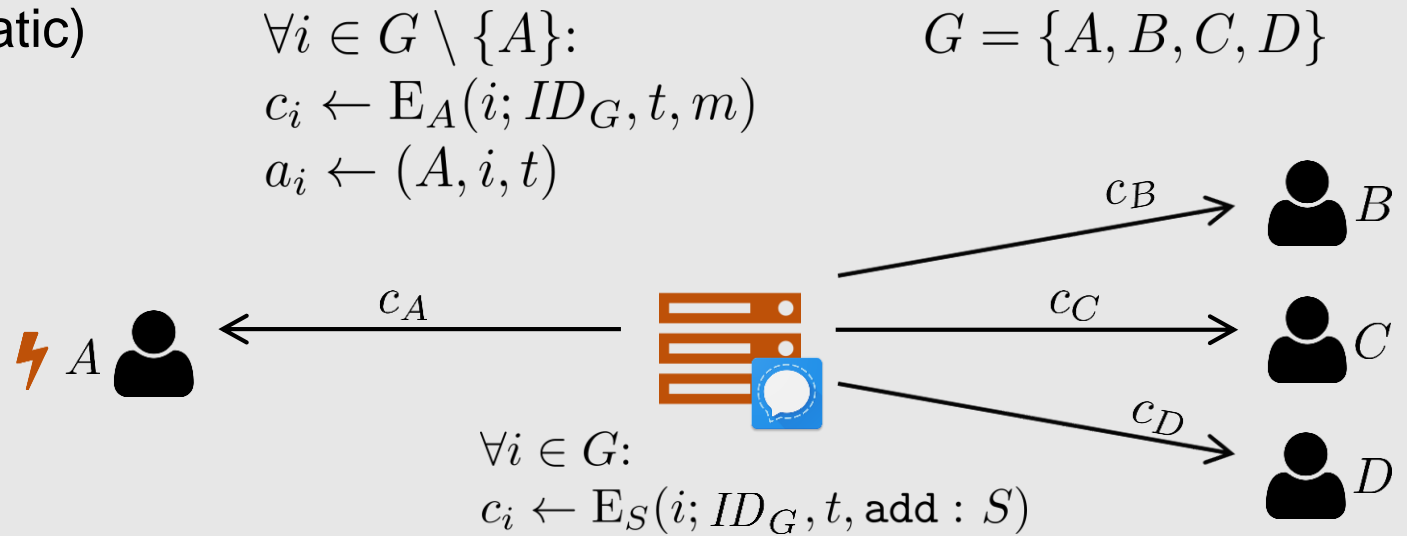 atic)
∀i ∈ G \ {A}:
G = {A, B, C, D}
c_i ← E_A(i; ID_G, t, m)
a_i ← (A, i, t)
c_B
B
c_A
c_C
A
C
c_D
D
∀i ∈ G:
c_i ← E_S(i; ID_G, t, add : S)